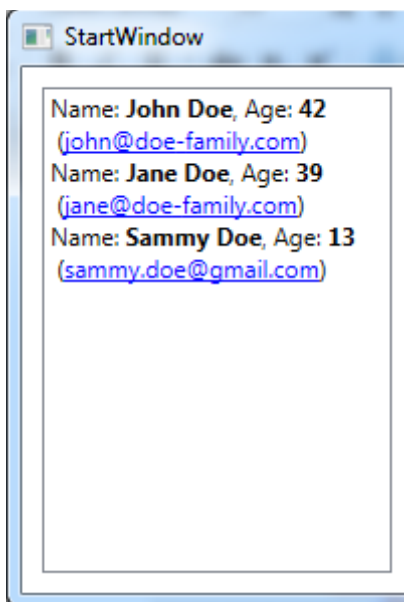 StartWindow
Name: John Doe, Age: 42
(john@doe-family.com)
Name: Jane Doe, Age: 39
(jane@doe-family.com)
Name: Sammy Doe, Age: 13
(sammy.doe@gmail.com)